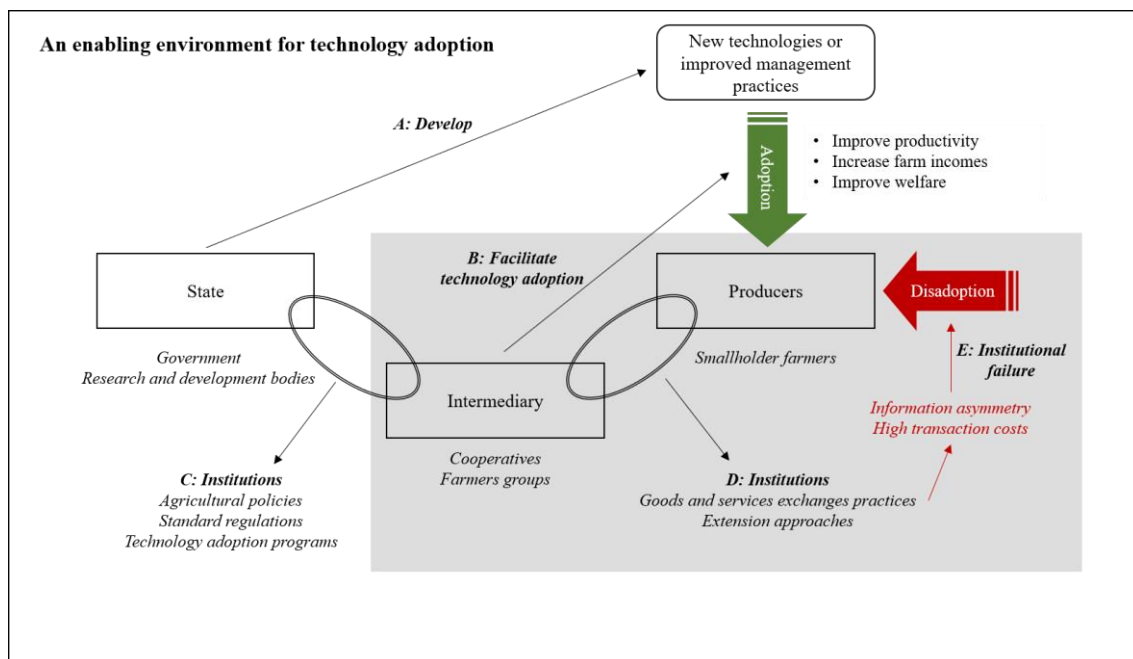 An enabling environment for technology adoption
New technologies or
improved management
practices
A: Develop
Adoption
• Improve productivity
• Increase farm incomes
• Improve welfare
B: Facilitate
technology adoption
State
Producers
Disadoption
Government
Research and development bodies
Smallholder farmers
E: Institutional
failure
Intermediary
Information asymmetry
High transaction costs
Cooperatives
Farmers groups
C: Institutions
Agricultural policies
Standard regulations
Technology adoption programs
D: Institutions
Goods and services exchanges practices
Extension approaches